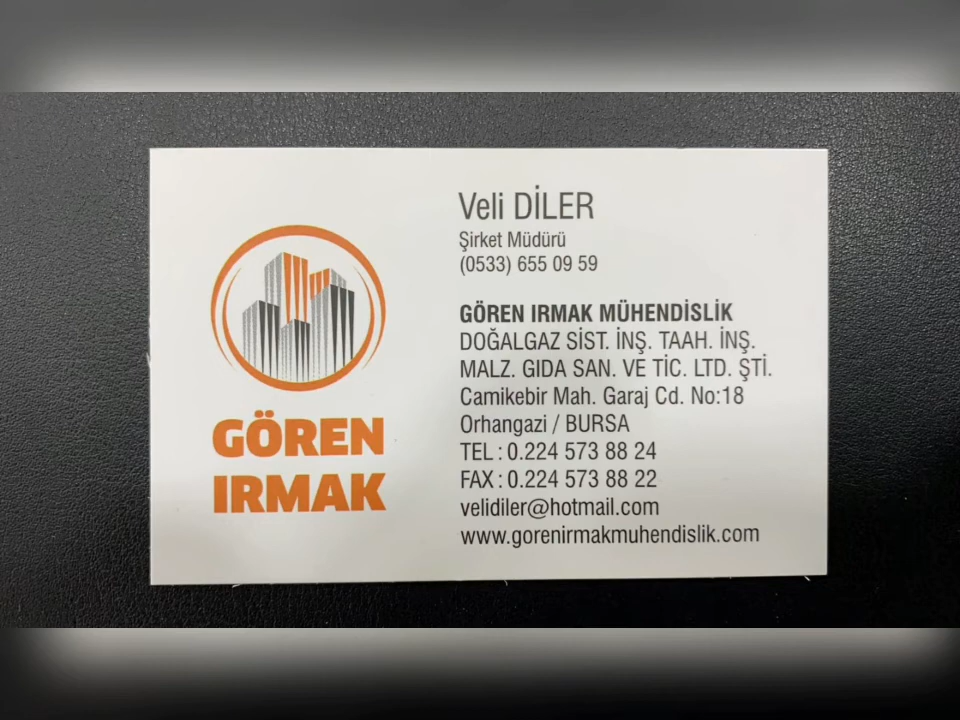 GÖREN
IRMAK
Veli DİLER
Şirket Müdürü
(0533) 655 09 59
GÖREN IRMAK MÜHENDİSLİK
DOĞALGAZ SİST. İNŞ. TAAH. İNŞ.
MALZ. GIDA SAN. VE TİC. LTD. ŞTİ.
Camikebir Mah. Garaj Cd. No:18
Orhangazi / BURSA
TEL : 0.224 573 88 24
FAX : 0.224 573 88 22
velidiler@hotmail.com
www.gorenirmakmuhendislik.com